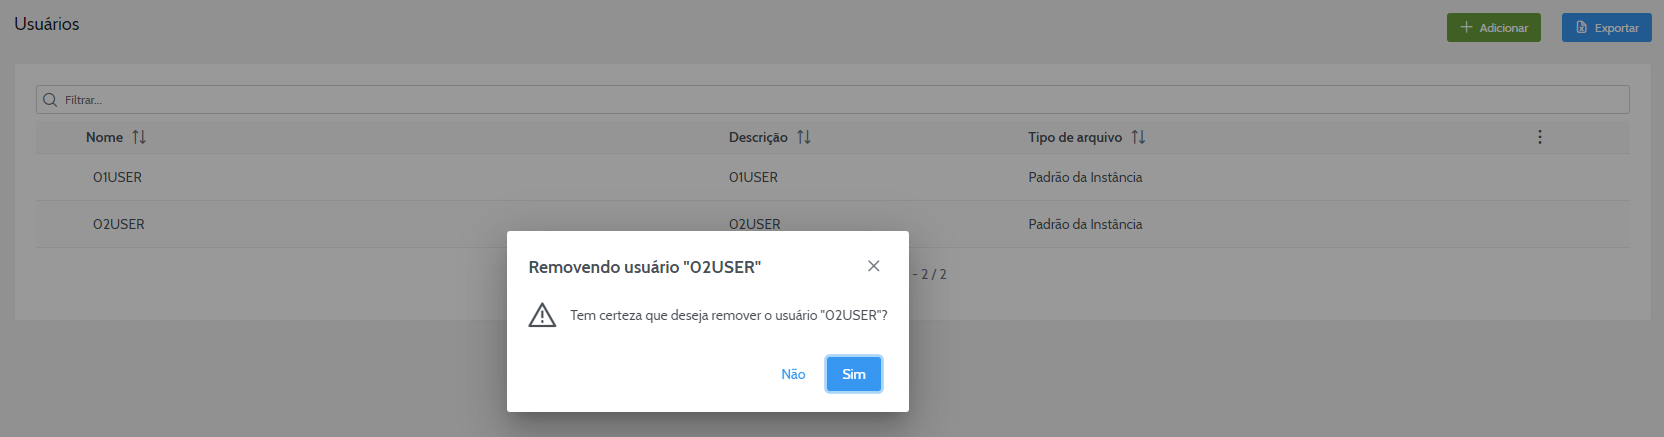 Usuários
Adicionar
Exportar
Filtrar...
Nome Descrição Tipo de arquivo
01USER 01USER Padrão da Instância
02USER 02USER Padrão da Instância
- 2 / 2
Removendo usuário "02USER"
Tem certeza que deseja remover o usuário "02USER"?
Não Sim